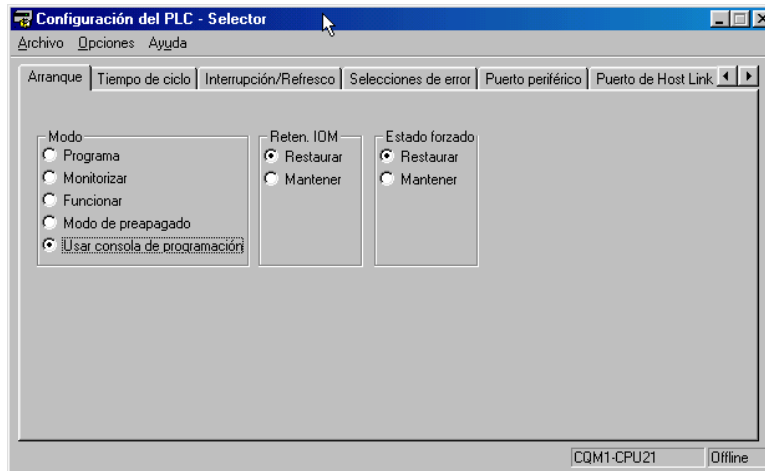 Configuración del PLC - Selector
Archivo Opciones Ayuda
Arranque Tiempo de ciclo Interrupción/Refresco Selecciones de error Puerto periférico Puerto de Host Link
Modo Reten. IOM Estado forzado
Programa Restaurar Restaurar
Monitorizar Mantener Mantener
Funcionar
Modo de preapagado
Usar consola de programación
CQM1-CPU21 Offline